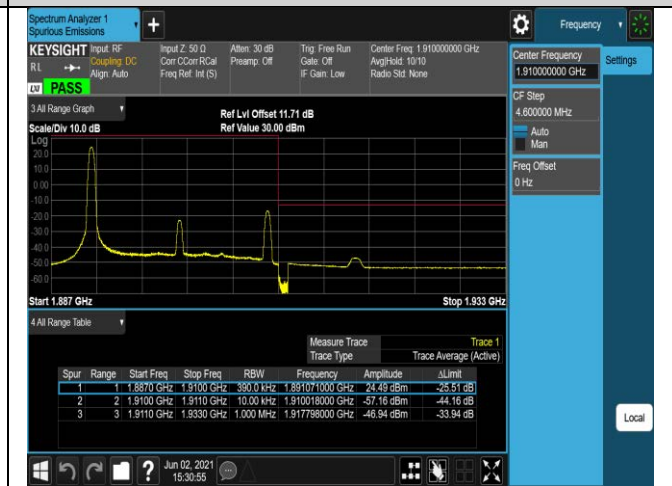 Spectrum Analyzer 1
Spurious Emissions
+
Frequency
KEYSIGHT Input: RF Input Z: 50 Ω Atten: 30 dB Trig: Free Run Center Freq: 1.910000000 GHz
RL Coupling: DC Corr CCorr RCal Preamp: Off Gate: Off Avg|Hold: 10/10
Align: Auto Freq Ref: Int (S) IF Gain: Low Radio Std: None
PASS
Center Frequency
1.910000000 GHz
Settings
CF Step
4.600000 MHz
Auto
Man
Freq Offset
0 Hz
3 All Range Graph
Ref Lvl Offset 11.71 dB
Scale/Div 10.0 dB Ref Value 30.00 dBm
Log
20.0
10.0
0.00
-10.0
-20.0
-30.0
-40.0
-50.0
-60.0
Start 1.887 GHz Stop 1.933 GHz
4 All Range Table
Measure Trace Trace 1
Trace Type Trace Average (Active)
Spur Range Start Freq Stop Freq RBW Frequency Amplitude ΔLimit
1 1 1.8870 GHz 1.9100 GHz 390.0 kHz 1.891071000 GHz 24.49 dBm -25.51 dB
2 2 1.9100 GHz 1.9110 GHz 10.00 kHz 1.910018000 GHz -57.16 dBm -44.16 dB
3 3 1.9110 GHz 1.9330 GHz 1.000 MHz 1.917798000 GHz -46.94 dBm -33.94 dB
Local
?
Jun 02, 2021
15:30:55